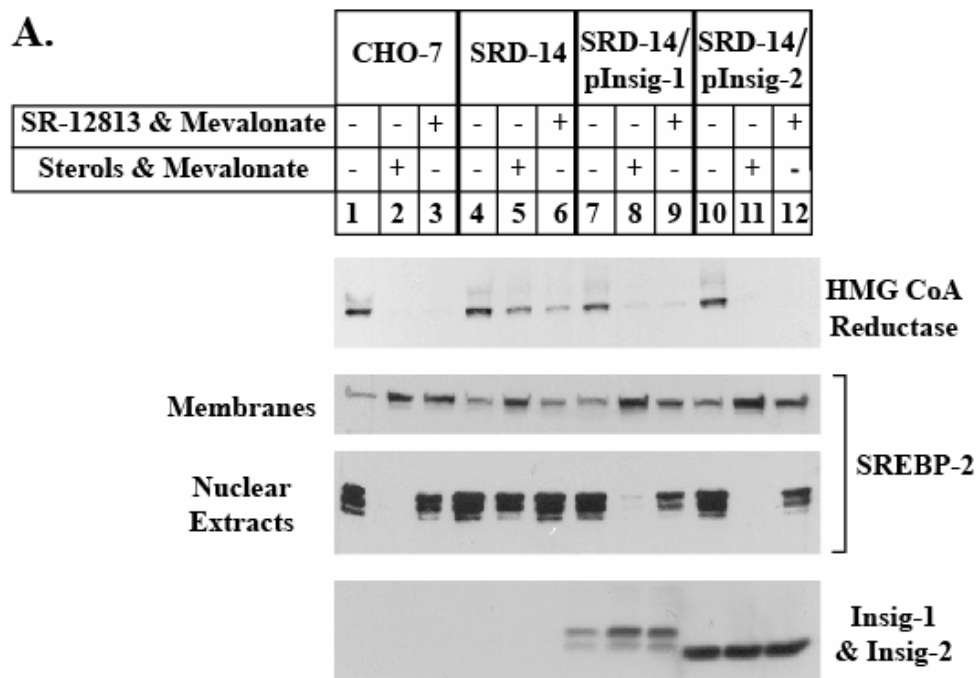 A.
CHO-7 SRD-14 SRD-14/ pInsig-1 SRD-14/ pInsig-2
SR-12813 & Mevalonate - - + - - + - - + - - +
Sterols & Mevalonate - + - - + - - + - - + -
1 2 3 4 5 6 7 8 9 10 11 12
HMG CoA
Reductase
Membranes
SREBP-2
Nuclear
Extracts
Insig-1
& Insig-2